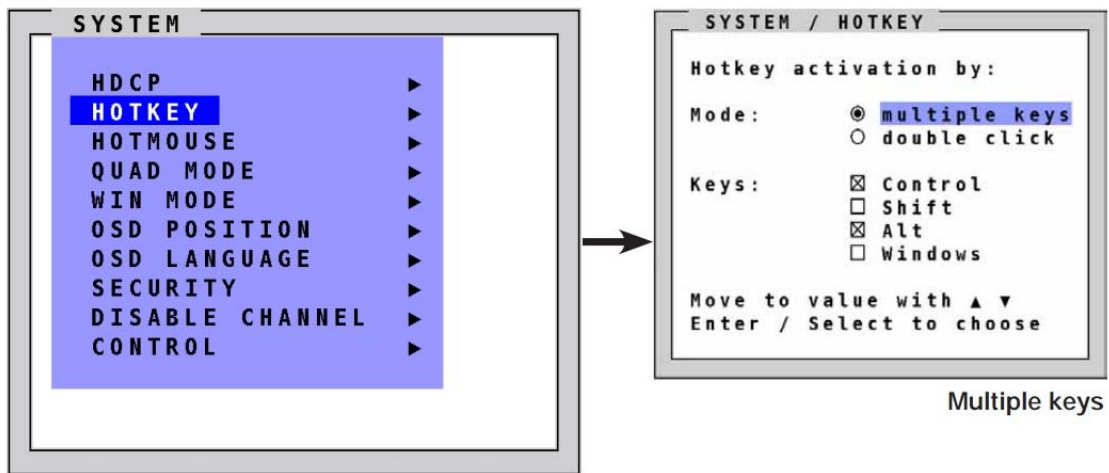 SYSTEM
HDCP
HOTKEY
HOTMOUSE
QUAD MODE
WIN MODE
OSD POSITION
OSD LANGUAGE
SECURITY
DISABLE CHANNEL
CONTROL
SYSTEM / HOTKEY
Hotkey activation by:
Mode: multiple keys
double click
Keys: Control
Shift
Alt
Windows
Move to value with ▲ ▼
Enter / Select to choose
Multiple keys